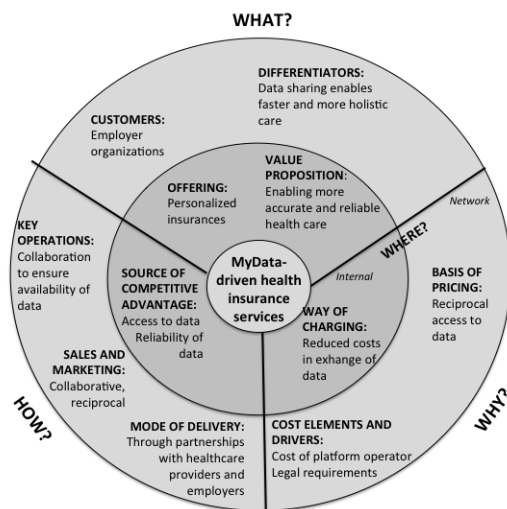 WHAT?
DIFFERENTIATORS:
Data sharing enables
faster and more holistic
care
CUSTOMERS:
Employer
organizations
VALUE
PROPOSITION:
Enabling more
accurate and reliable
health care
OFFERING:
Personalized
insurances
Network
WHERE?
Internal
MyData-
driven health
insurance
services
KEY
OPERATIONS:
Collaboration
to ensure
availability of
data
SOURCE OF
COMPETITIVE
ADVANTAGE:
Access to data
Reliability of
data
BASIS OF
PRICING:
Reciprocal
access to
data
WAY OF
CHARGING:
Reduced costs
in exhange of
data
SALES AND
MARKETING:
Collaborative,
reciprocal
HOW?
WHY?
MODE OF DELIVERY:
Through partnerships
with healthcare
providers and
employers
COST ELEMENTS AND
DRIVERS:
Cost of platform operator
Legal requirements